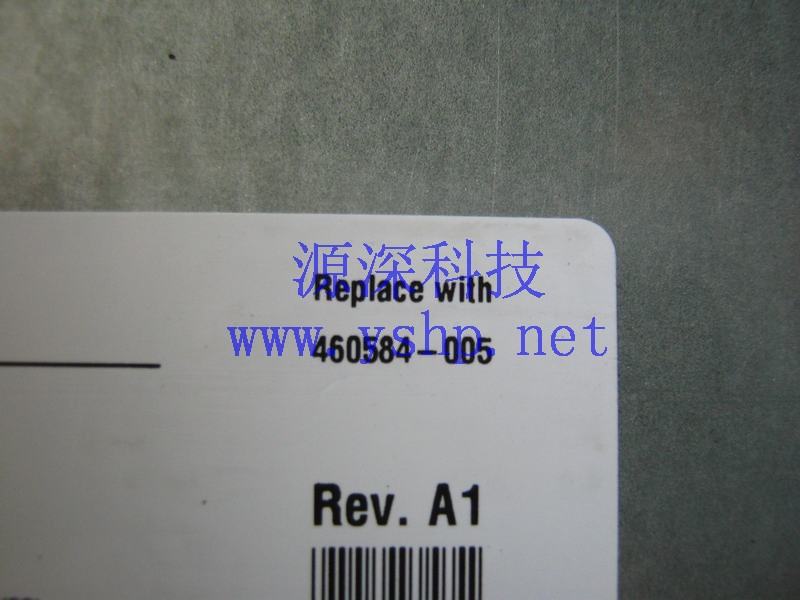 源深科技
Replace with
www.yshp.net
460584-005
Rev. A1